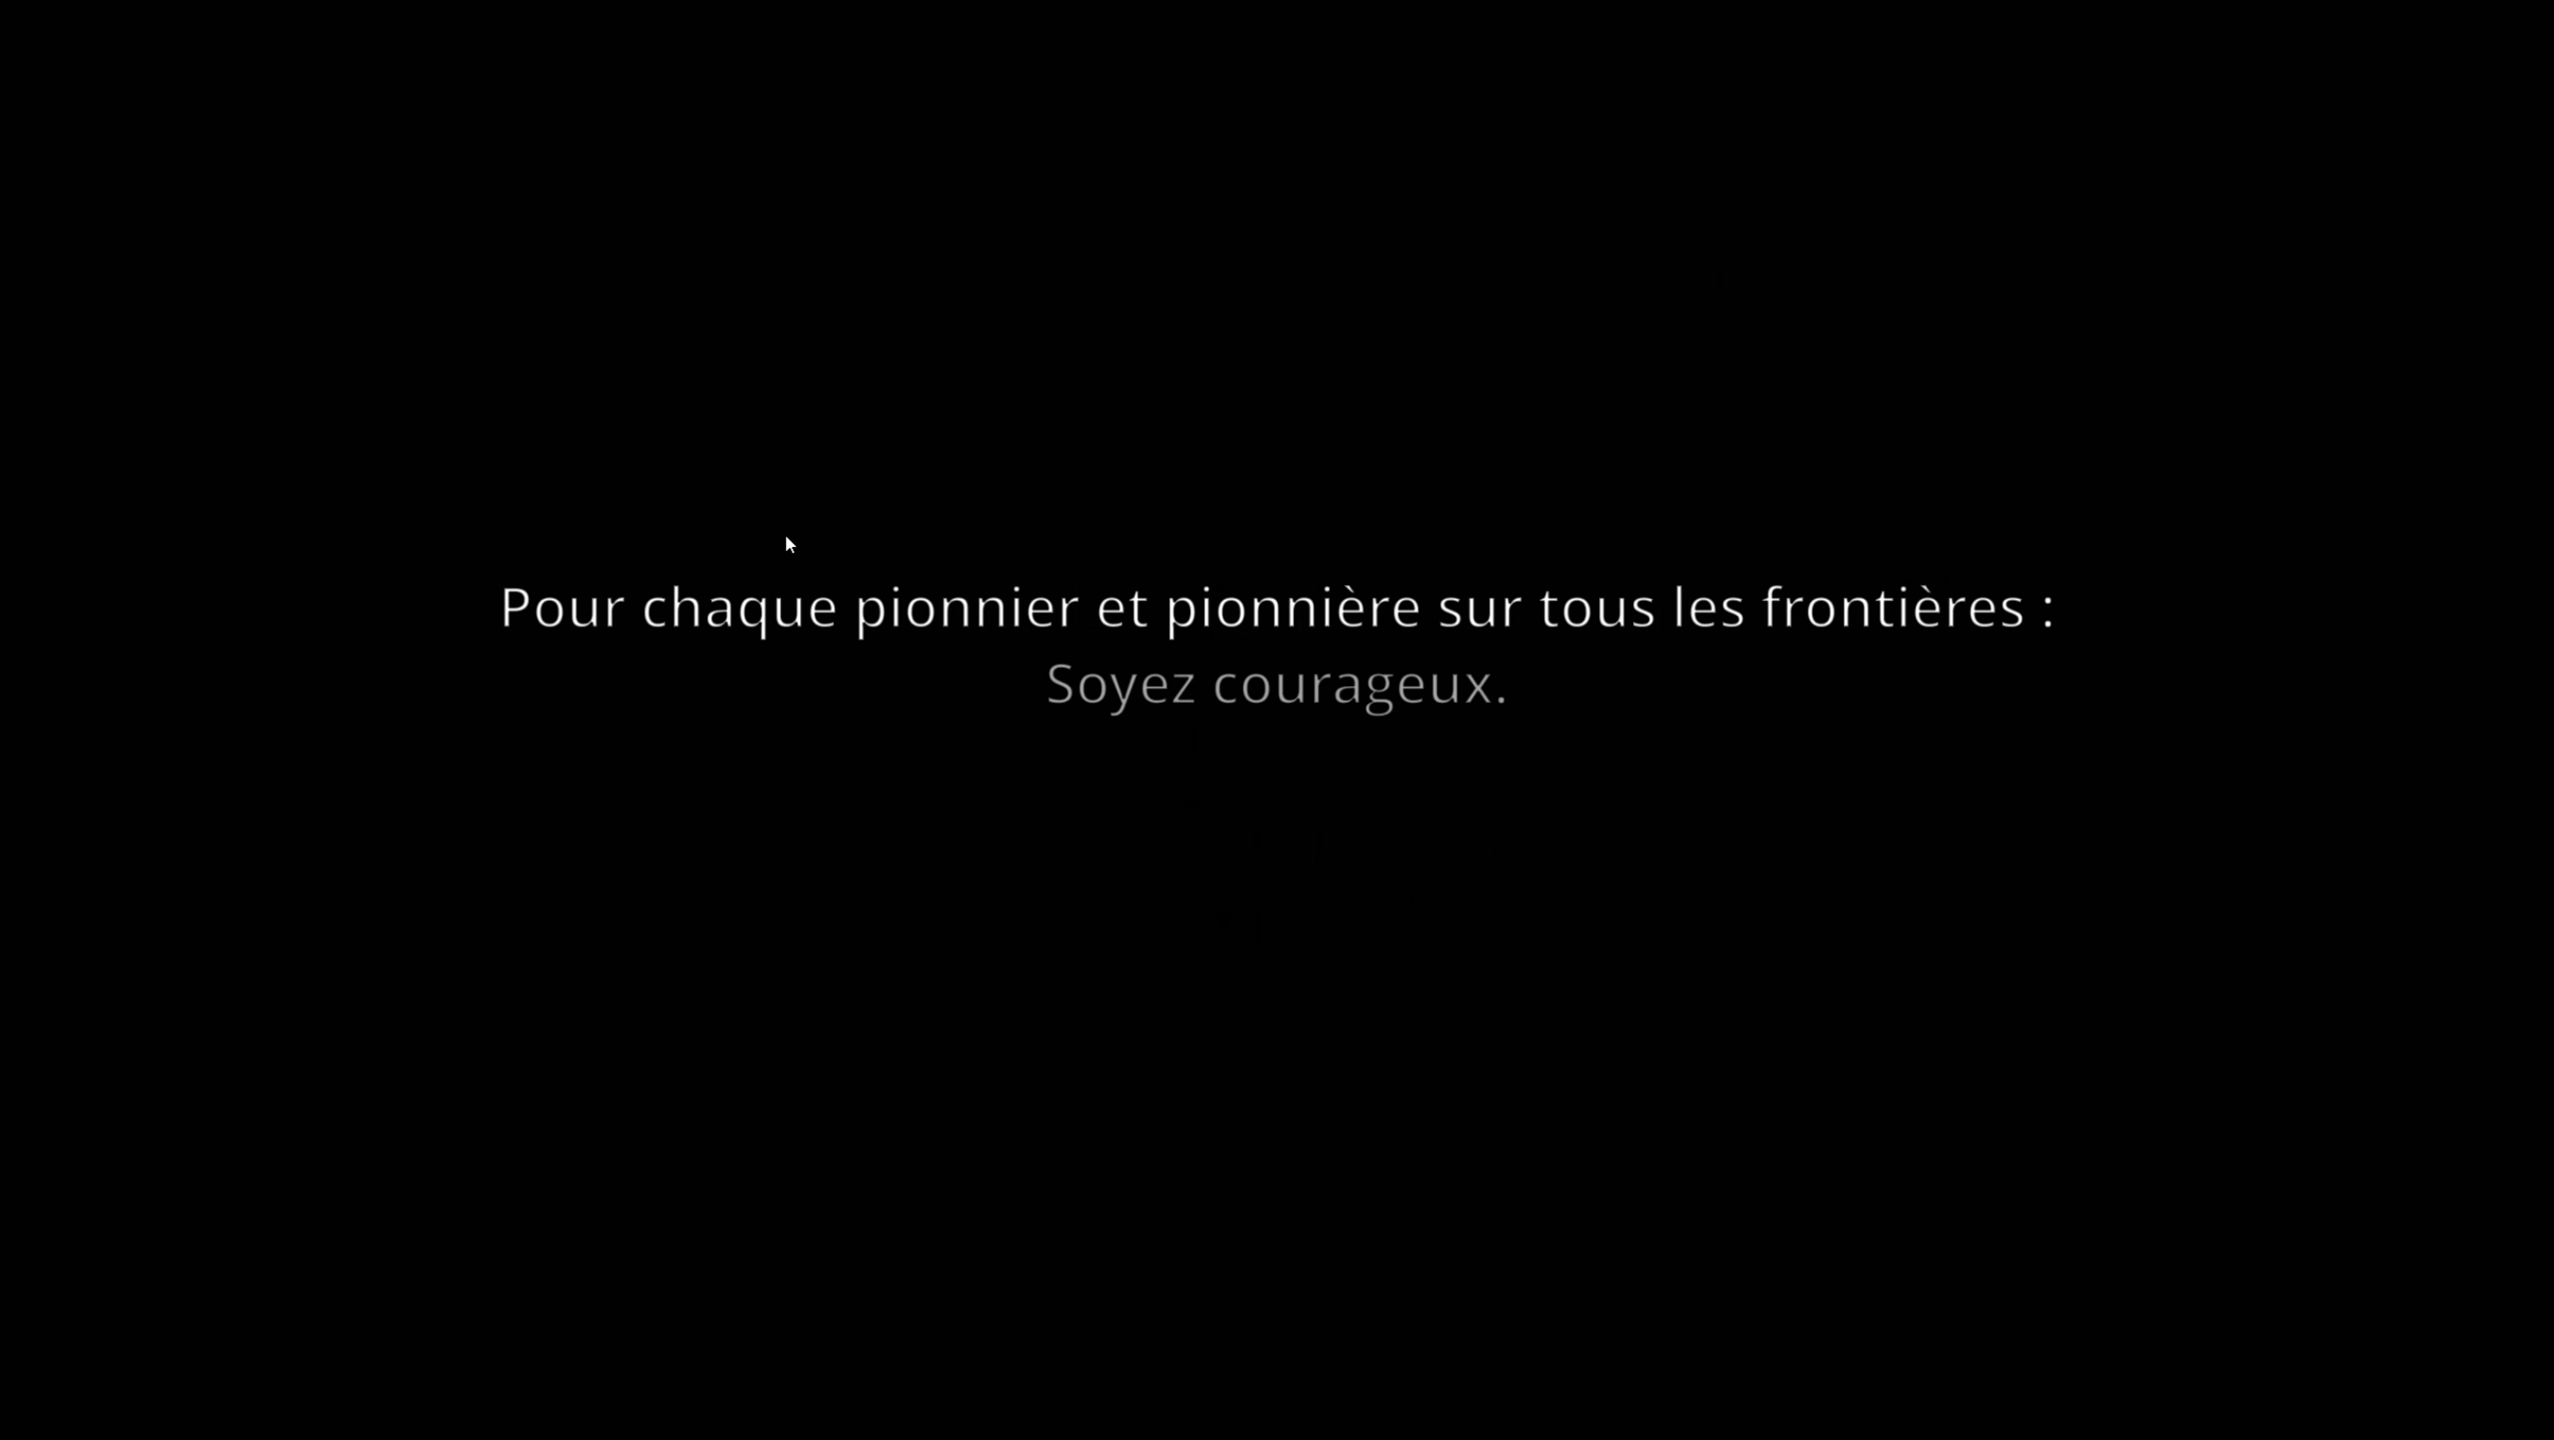 Pour chaque pionnier et pionnière sur tous les frontières :
Soyez courageux.